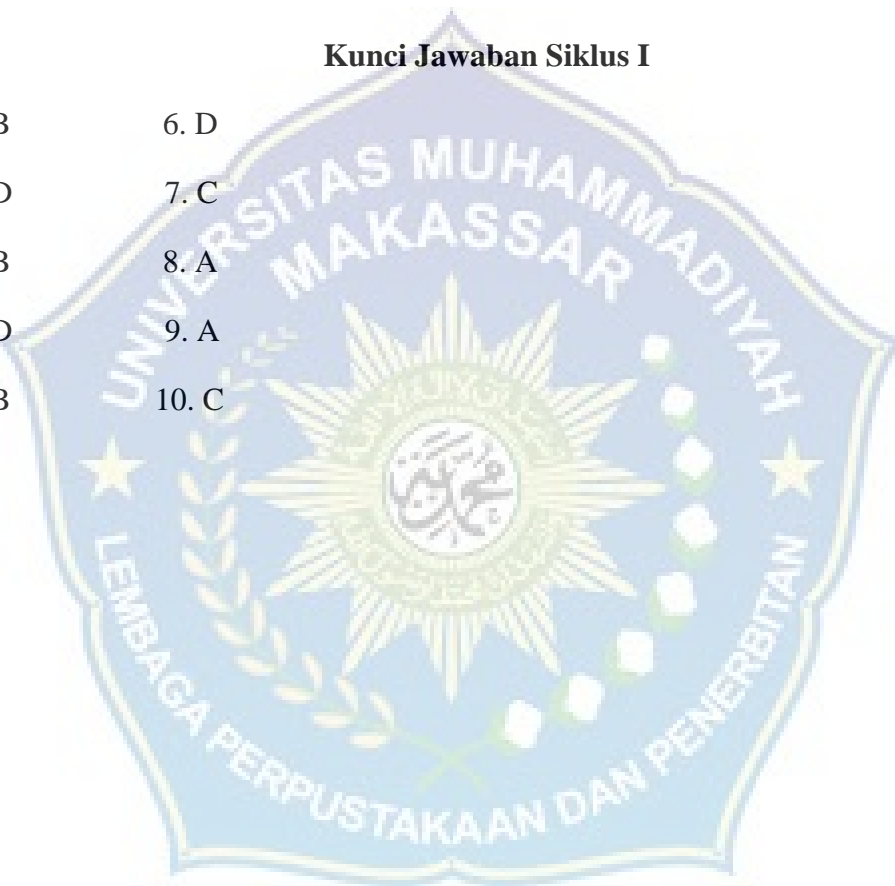 Kunci Jawaban Siklus I
B 6. D
D 7. C
B 8. A
D 9. A
B 10. C
UNIVERSITAS MUHAMMADIYAH
MAKASSAR
LEMBAGA PERPUSTAKAAN DAN PENERBITAN